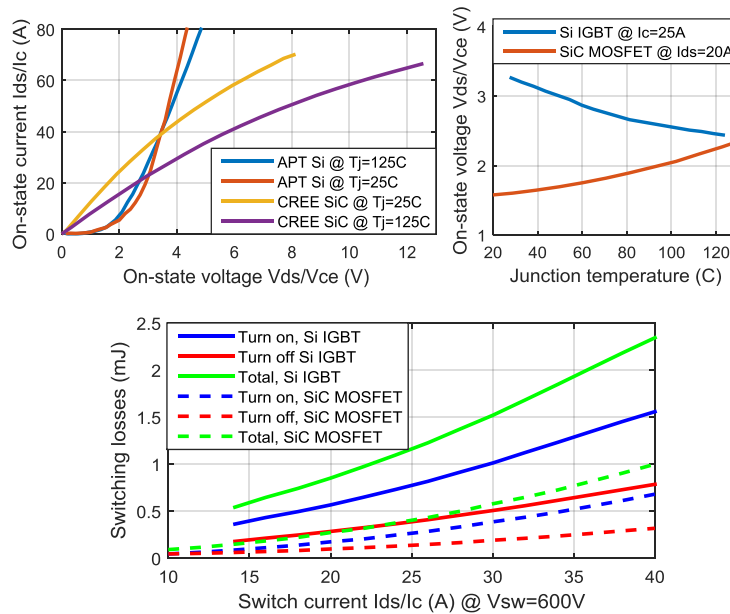 On-state current Ids/Ic (A)
80
60
40
20
0
APT Si @ Tj=125C
APT Si @ Tj=25C
CREE SiC @ Tj=25C
CREE SiC @ Tj=125C
0 2 4 6 8 10 12
On-state voltage Vds/Vce (V)
On-state voltage Vds/Vce (V)
4
3
2
1
Si IGBT @ Ic=25A
SiC MOSFET @ Ids=20A
20 40 60 80 100 120
Junction temperature (C)
Switching losses (mJ)
2.5
2
1.5
1
0.5
0
Turn on, Si IGBT
Turn off Si IGBT
Total, Si IGBT
Turn on, SiC MOSFET
Turn off, SiC MOSFET
Total, SiC MOSFET
10 15 20 25 30 35 40
Switch current Ids/Ic (A) @ Vsw=600V